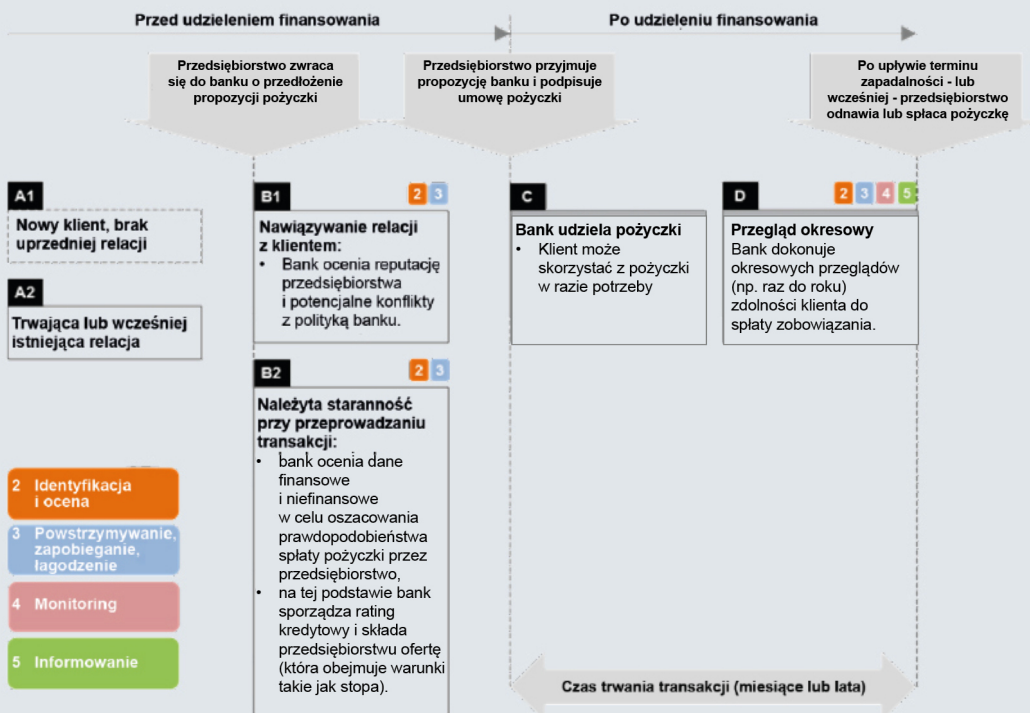 Przed udzieleniem finansowania
Po udzieleniu finansowania
Przedsiębiorstwo zwraca
się do banku o przedłożenie
propozycji pożyczki
Przedsiębiorstwo przyjmuje
propozycję banku i podpisuje
umowę pożyczki
Po upływie terminu
zapadalności - lub
wcześniej - przedsiębiorstwo
odnawia lub spłaca pożyczkę
A1
Nowy klient, brak
uprzedniej relacji
A2
Trwająca lub wcześniej
istniejąca relacja
B1
2 3
Nawiązywanie relacji
z klientem:
• Bank ocenia reputację
przedsiębiorstwa
i potencjalne konflikty
z polityką banku.
B2
2 3
Należyta staranność
przy przeprowadzaniu
transakcji:
• bank ocenia dane
finansowe
i niefinansowe
w celu oszacowania
prawdopodobieństwa
spłaty pożyczki przez
przedsiębiorstwo,
• na tej podstawie bank
sporządza rating
kredytowy i składa
przedsiębiorstwu ofertę
(która obejmuje warunki
takie jak stopa).
C
Bank udziela pożyczki
• Klient może
skorzystać z pożyczki
w razie potrzeby
D
2 3 4 5
Przegląd okresowy
Bank dokonuje
okresowych przeglądów
(np. raz do roku)
zdolności klienta do
spłaty zobowiązania.
2 Identyfikacja
i ocena
3 Powstrzymywanie,
zapobieganie,
łagodzenie
4 Monitoring
5 Informowanie
Czas trwania transakcji (miesiące lub lata)